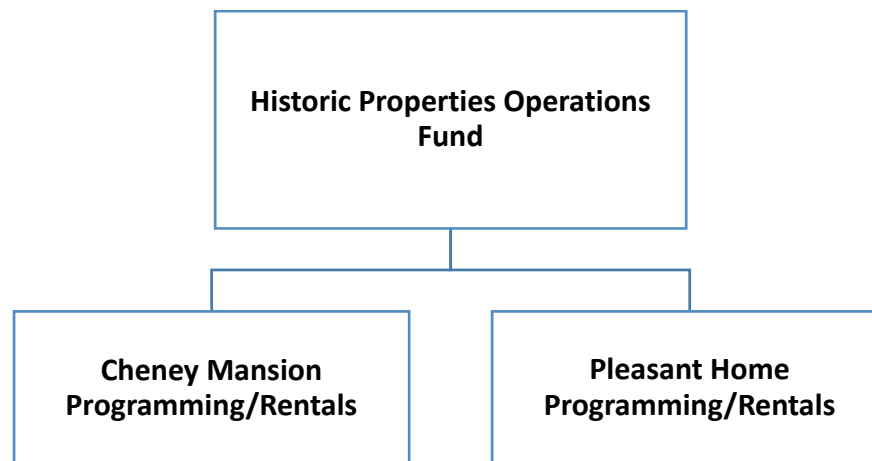 Historic Properties Operations
Fund
Cheney Mansion
Programming/Rentals
Pleasant Home
Programming/Rentals